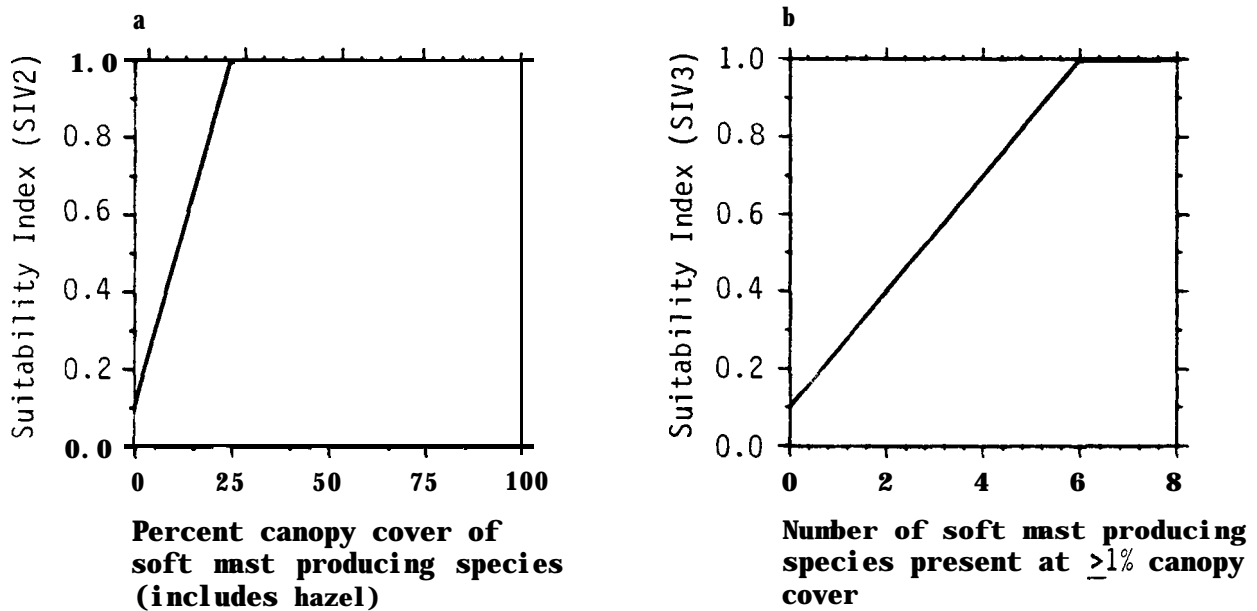 a
Suitability Index (SIV2)
1.0
0.8
0.6
0.4
0.2
0.0
0 25 50 75 100
Percent canopy cover of
soft mast producing species
(includes hazel)
b
Suitability Index (SIV3)
1.0
0.8
0.6
0.4
0.2
0.0
0 2 4 6 8
Number of soft mast producing
species present at ≥1% canopy
cover